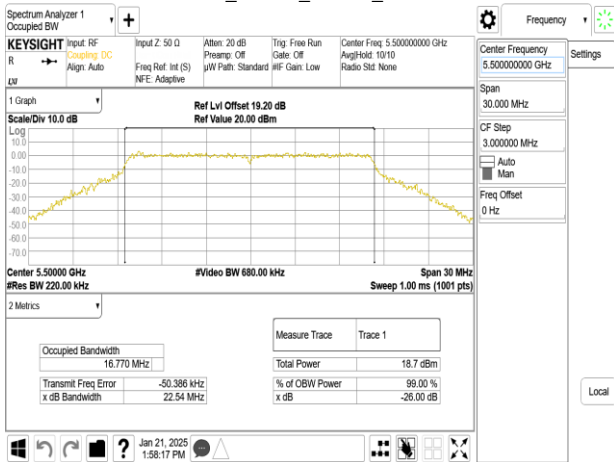 Spectrum Analyzer 1
Occupied BW
Frequency
KEYSIGHT
R
LXI
Input: RF
Coupling: DC
Align: Auto
Input Z: 50 Ω
Freq Ref: Int (S)
NFE: Adaptive
Atten: 20 dB
Preamp: Off
µW Path: Standard
Trig: Free Run
Gate: Off
#IF Gain: Low
Center Freq: 5.500000000 GHz
Avg|Hold: 10/10
Radio Std: None
Center Frequency
5.500000000 GHz
Settings
Span
30.000 MHz
CF Step
3.000000 MHz
Auto
Man
Freq Offset
0 Hz
Local
1 Graph
Scale/Div 10.0 dB
Ref Lvl Offset 19.20 dB
Ref Value 20.00 dBm
Log
10.0
0.00
-10.0
-20.0
-30.0
-40.0
-50.0
-60.0
-70.0
Center 5.50000 GHz
#Res BW 220.00 kHz
#Video BW 680.00 kHz
Span 30 MHz
Sweep 1.00 ms (1001 pts)
2 Metrics
Measure Trace Trace 1
Occupied Bandwidth
16.770 MHz
Total Power 18.7 dBm
Transmit Freq Error -50.386 kHz
% of OBW Power 99.00 %
x dB Bandwidth 22.54 MHz
x dB -26.00 dB
?
Jan 21, 2025
1:58:17 PM